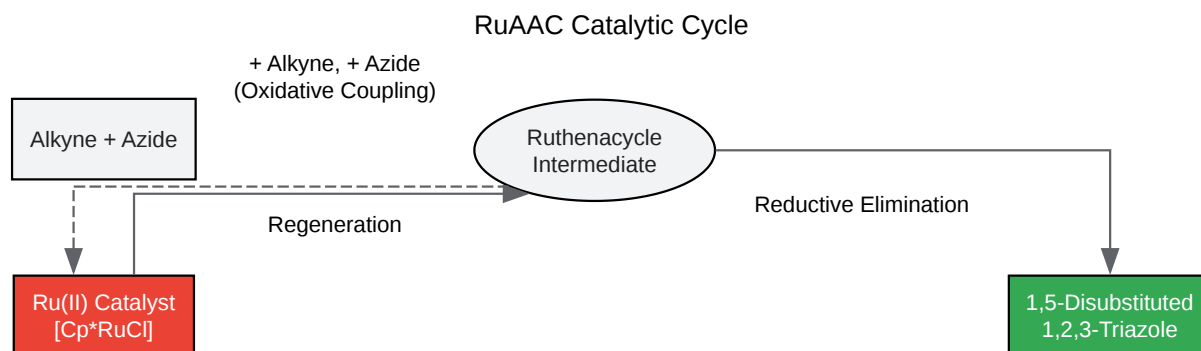 RuAAC Catalytic Cycle
+ Alkyne, + Azide
(Oxidative Coupling)
Alkyne + Azide
Ruthenacycle
Intermediate
Regeneration
Reductive Elimination
Ru(II) Catalyst
[Cp*RuCl]
1,5-Disubstituted
1,2,3-Triazole